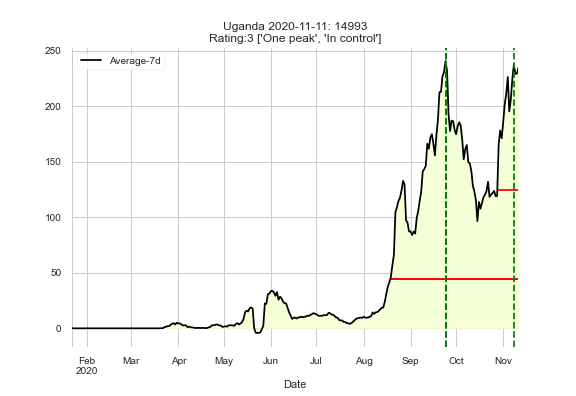 Uganda 2020-11-11: 14993
Rating:3 ['One peak', 'In control']
Average-7d
250
200
150
100
50
0
Feb Mar Apr May Jun Jul Aug Sep Oct Nov
2020
Date